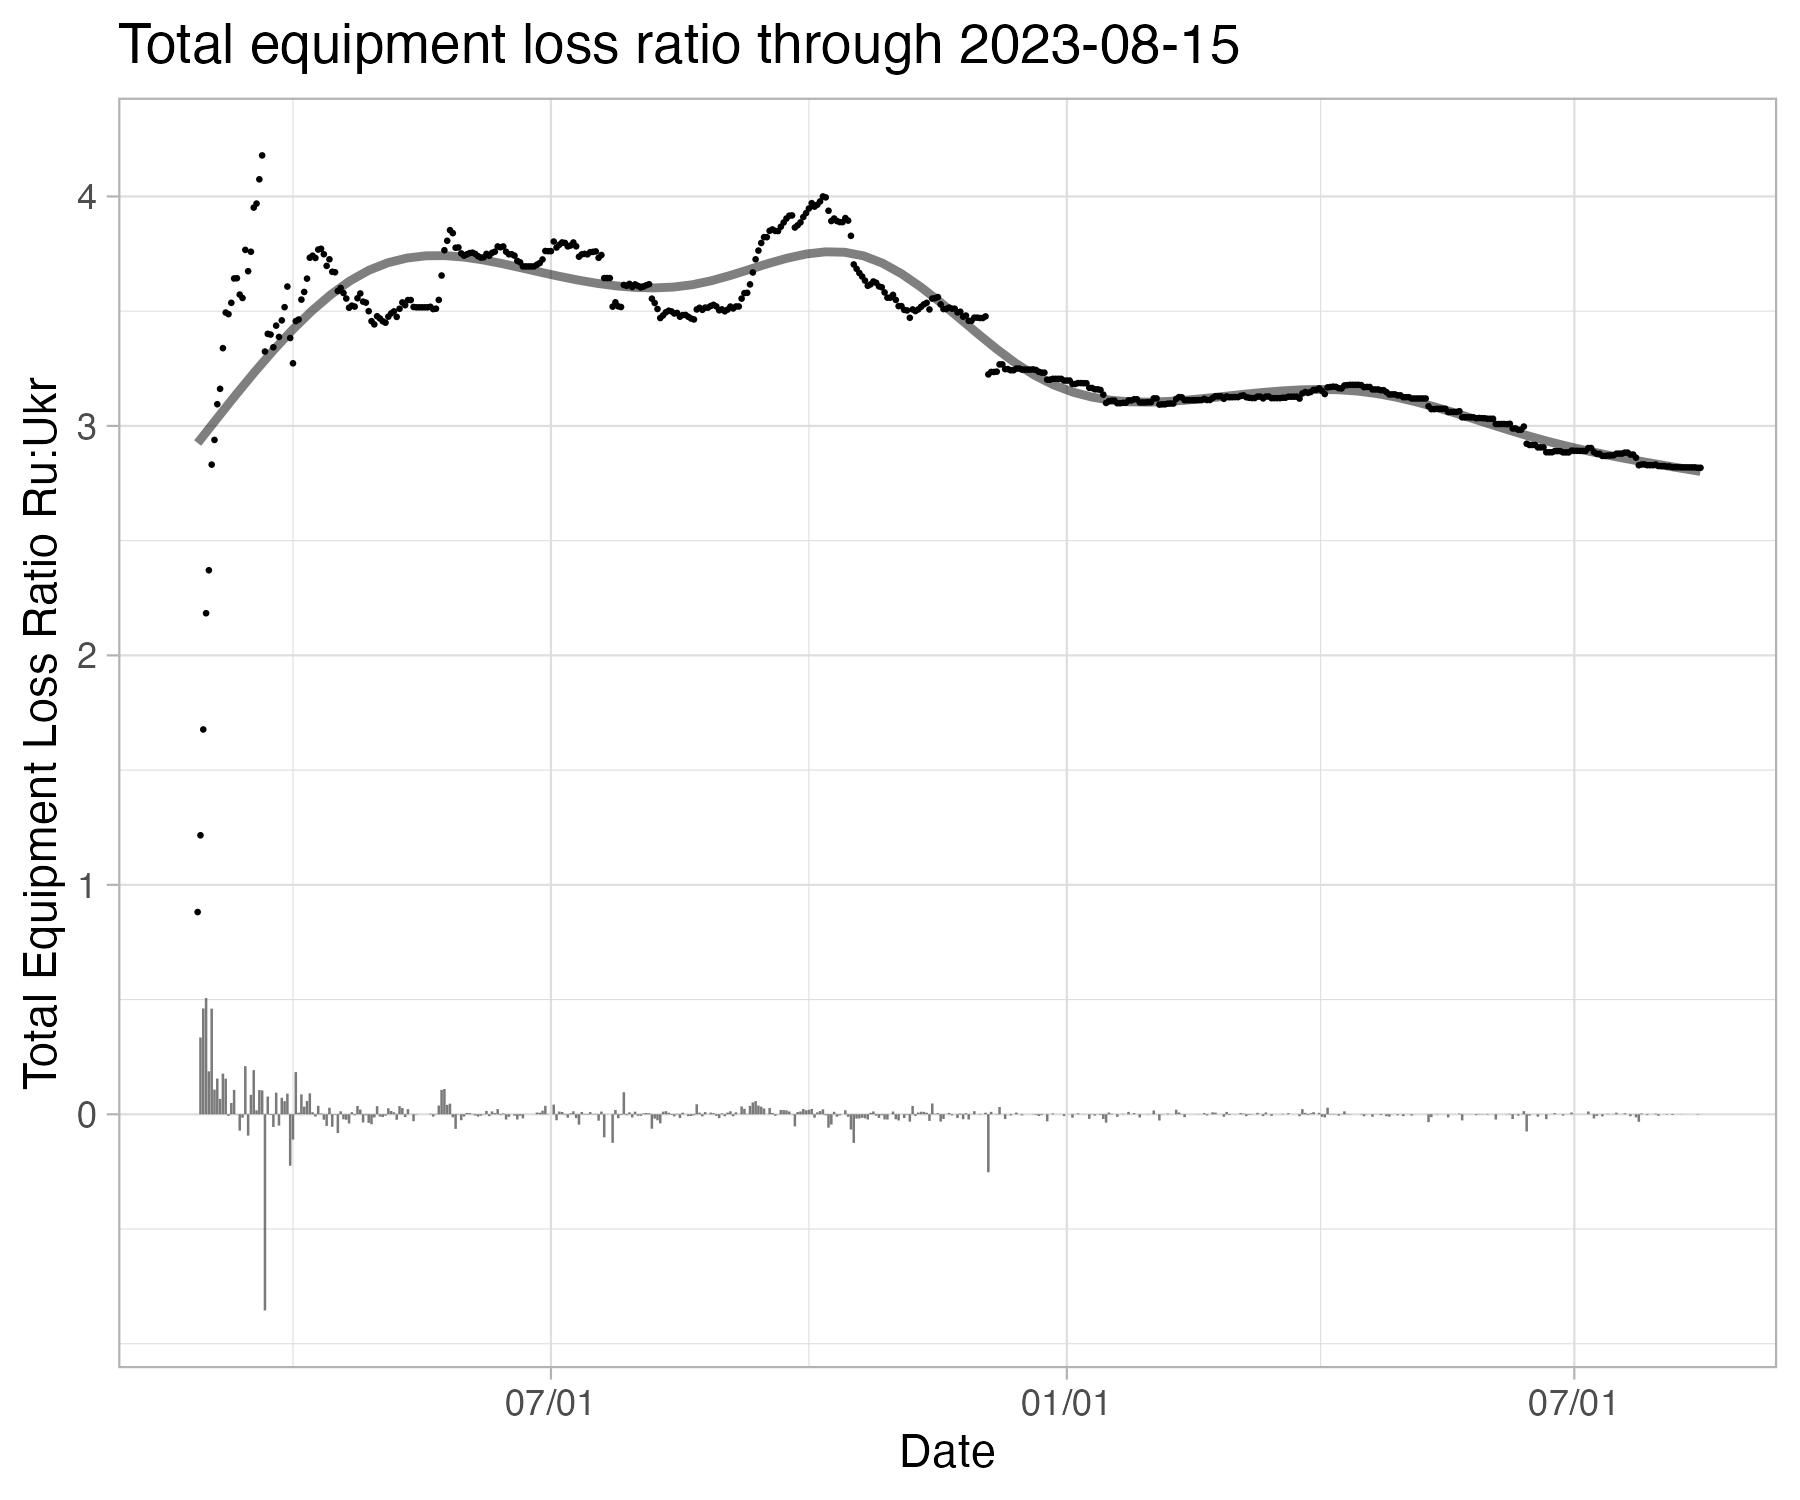 Total equipment loss ratio through 2023-08-15
Total Equipment Loss Ratio Ru:Ukr
4
3
2
1
0
07/01
01/01
07/01
Date